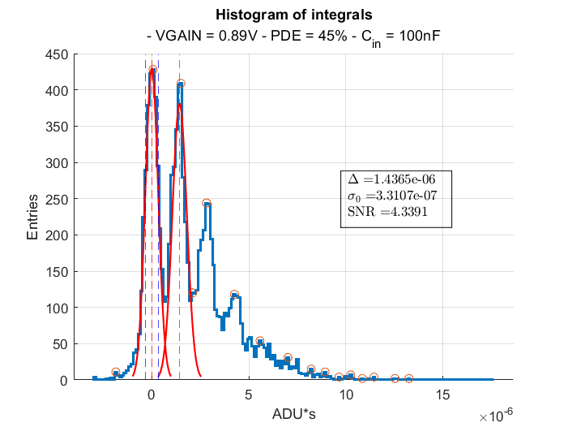 Histogram of integrals
- VGAIN = 0.89V - PDE = 45% - C_in = 100nF
450
400
350
300
250
200
150
100
50
0
Entries
Δ =1.4365e-06
σ₀ =3.3107e-07
SNR =4.3391
0 5 10 15
ADU*s
×10⁻⁶